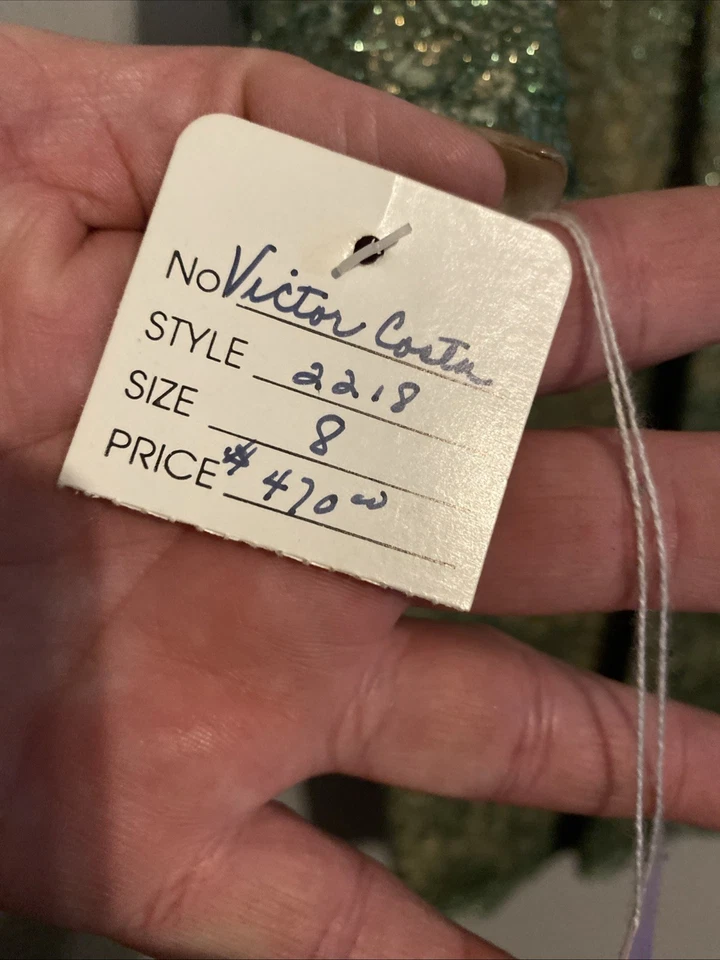 No Victor Costa
STYLE 2218
SIZE 8
PRICE $ 470.00